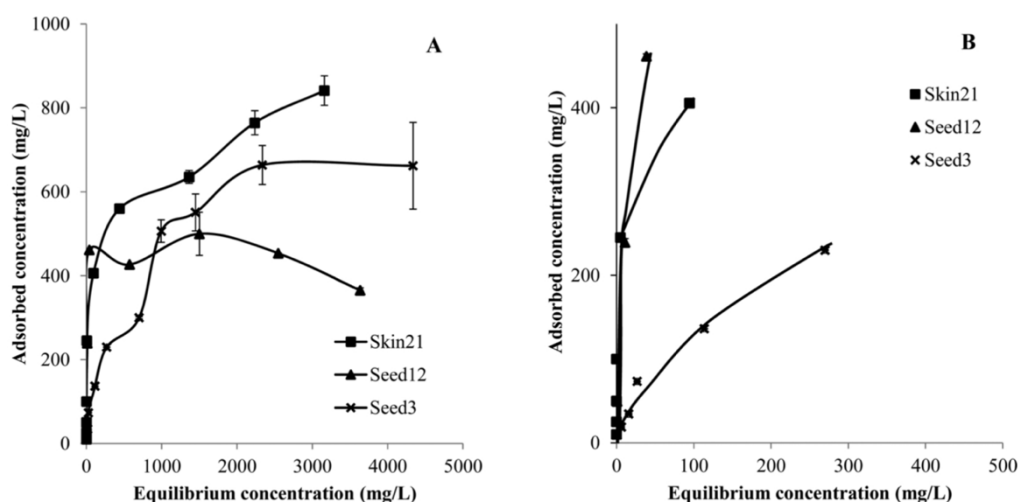 A
Adsorbed concentration (mg/L)
1000
800
600
400
200
0
0 1000 2000 3000 4000 5000
Equilibrium concentration (mg/L)
Skin21
Seed12
Seed3
B
Adsorbed concentration (mg/L)
400
200
0
0 100 200 300 400 500
Equilibrium concentration (mg/L)
Skin21
Seed12
Seed3